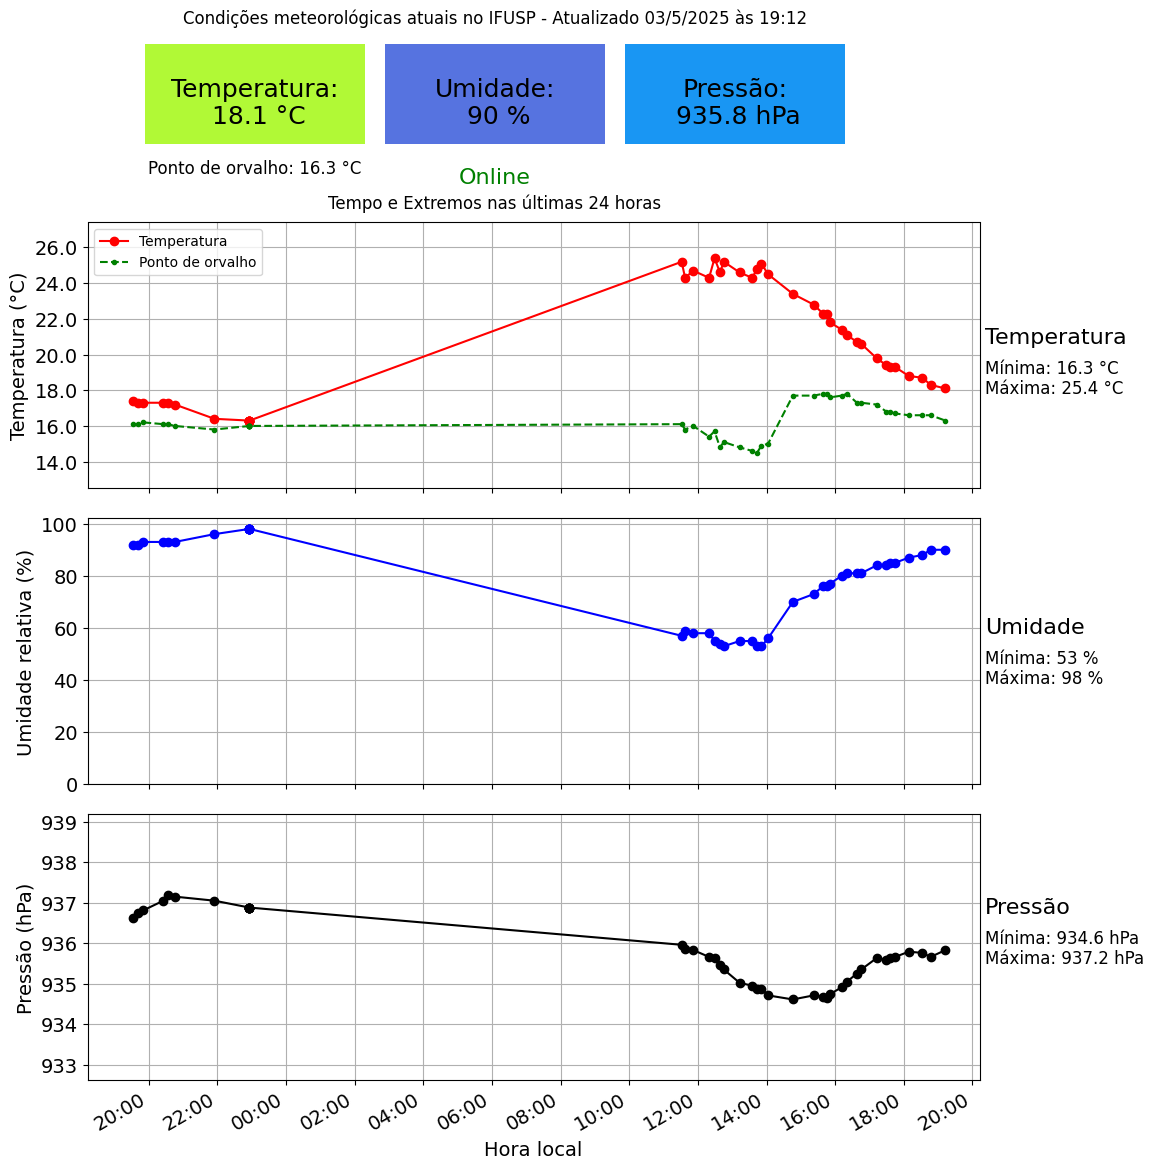 Condições meteorológicas atuais no IFUSP - Atualizado 03/5/2025 às 19:12
Temperatura:
18.1 °C
Umidade:
90 %
Pressão:
935.8 hPa
Ponto de orvalho: 16.3 °C
Online
Tempo e Extremos nas últimas 24 horas
Temperatura (°C)
26.0
24.0
22.0
20.0
18.0
16.0
14.0
Temperatura
Ponto de orvalho
Temperatura
Mínima: 16.3 °C
Máxima: 25.4 °C
Umidade relativa (%)
100
80
60
40
20
0
Umidade
Mínima: 53 %
Máxima: 98 %
Pressão (hPa)
939
938
937
936
935
934
933
Pressão
Mínima: 934.6 hPa
Máxima: 937.2 hPa
20:00 22:00 00:00 02:00 04:00 06:00 08:00 10:00 12:00 14:00 16:00 18:00 20:00
Hora local